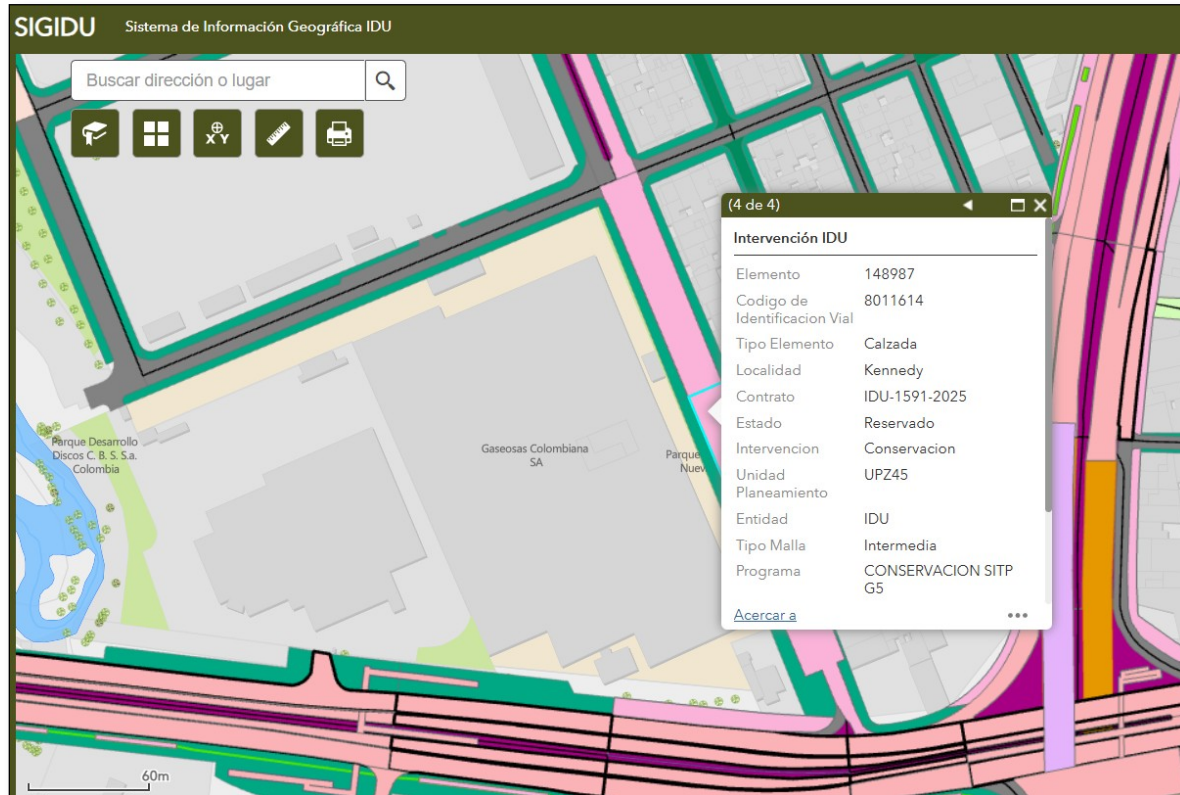 SIGIDU Sistema de Información Geográfica IDU
Buscar dirección o lugar
X Y
(4 de 4)
Intervención IDU
Elemento 148987
Codigo de 8011614
Identificacion Vial
Tipo Elemento Calzada
Localidad Kennedy
Contrato IDU-1591-2025
Estado Reservado
Intervencion Conservacion
Unidad UPZ45
Planeamiento
Entidad IDU
Tipo Malla Intermedia
Programa CONSERVACION SITP
G5
Acercar a
Parque Desarrollo
Discos C. B. S. S.a.
Colombia
Gaseosas Colombiana
SA
Parque
60m